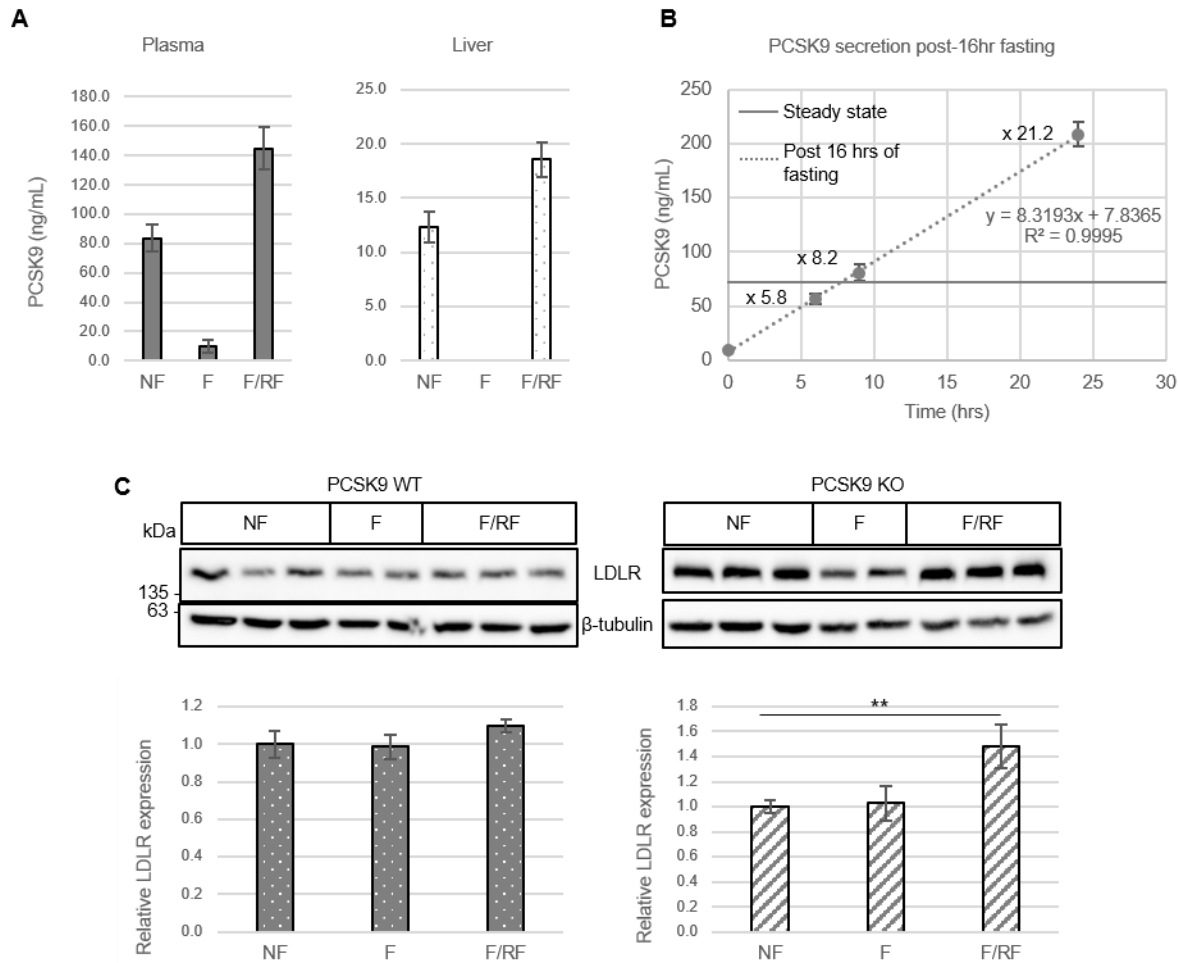 A
Plasma
Liver
PCSK9 (ng/mL)
180.0
160.0
140.0
120.0
100.0
80.0
60.0
40.0
20.0
0.0
NF
F
F/RF
25.0
20.0
15.0
10.0
5.0
0.0
NF
F
F/RF
B
PCSK9 secretion post-16hr fasting
PCSK9 (ng/mL)
250
200
150
100
50
0
Steady state
Post 16 hrs of
fasting
x 5.8
x 8.2
x 21.2
y = 8.3193x + 7.8365
R² = 0.9995
0
5
10
15
20
25
30
Time (hrs)
C
PCSK9 WT
PCSK9 KO
kDa
NF
F
F/RF
NF
F
F/RF
LDLR
135 -
63 -
β-tubulin
Relative LDLR expression
1.2
1.0
0.8
0.6
0.4
0.2
0.0
NF
F
F/RF
Relative LDLR expression
1.8
1.6
1.4
1.2
1.0
0.8
0.6
0.4
0.2
0.0
**
NF
F
F/RF